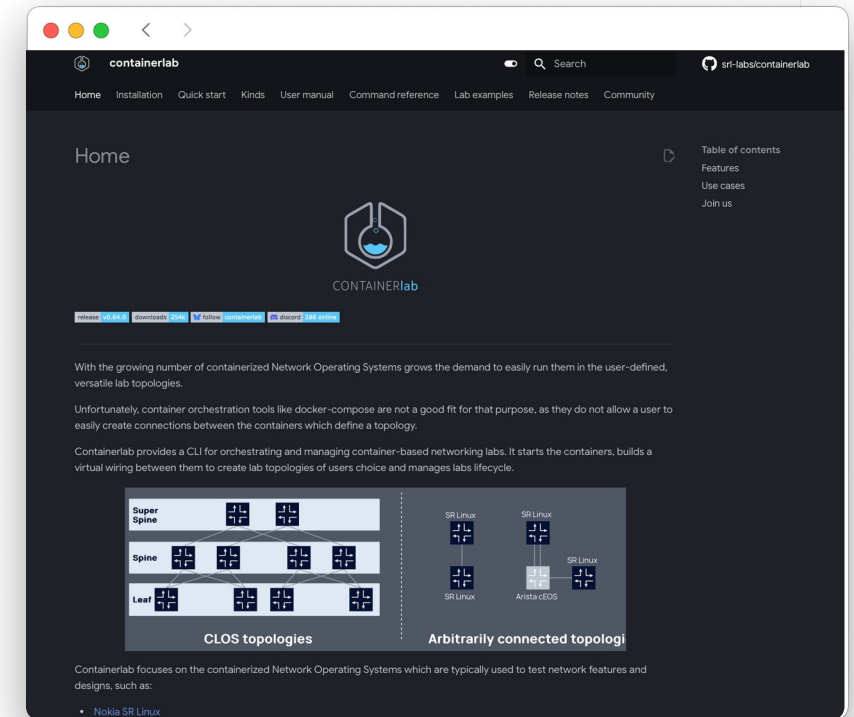 containerlab
Search
srl-labs/containerlab
Home Installation Quick start Kinds User manual Command reference Lab examples Release notes Community
Home
Table of contents
Features
Use cases
Join us
CONTAINERlab
release v0.64.0 downloads 254k follow containerlab discord 286 online
With the growing number of containerized Network Operating Systems grows the demand to easily run them in the user-defined,
versatile lab topologies.
Unfortunately, container orchestration tools like docker-compose are not a good fit for that purpose, as they do not allow a user to
easily create connections between the containers which define a topology.
Containerlab provides a CLI for orchestrating and managing container-based networking labs. It starts the containers, builds a
virtual wiring between them to create lab topologies of users choice and manages labs lifecycle.
Super
Spine
Spine
Leaf
CLOS topologies
SR Linux
SR Linux
SR Linux
SR Linux
Arista cEOS
Arbitrarily connected topologi
Containerlab focuses on the containerized Network Operating Systems which are typically used to test network features and
designs, such as:
• Nokia SR Linux